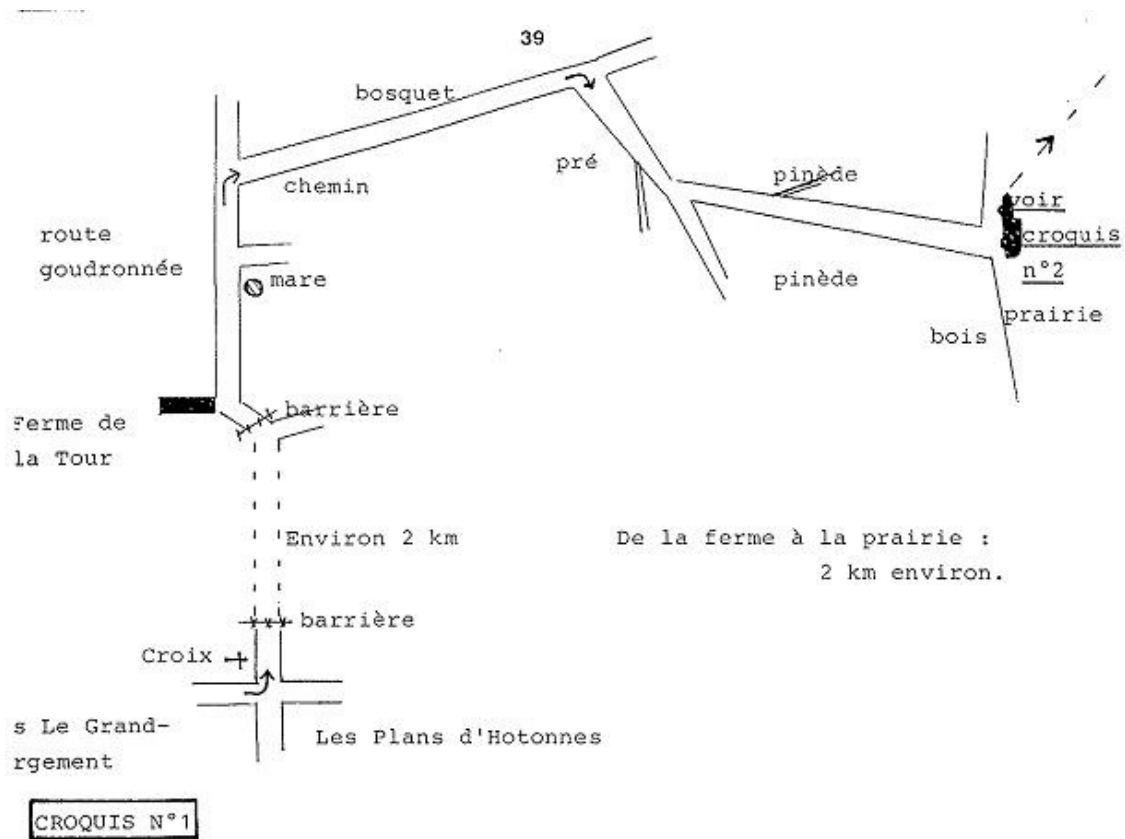 39
bosquet
chemin
pré
pinède
voir
croquis
n°2
route
goudronnée
mare
pinède
prairie
bois
barrière
Ferme de
la Tour
Environ 2 km
De la ferme à la prairie :
2 km environ.
barrière
Croix
s Le Grand-
rgement
Les Plans d'Hotonnes
CROQUIS N°1